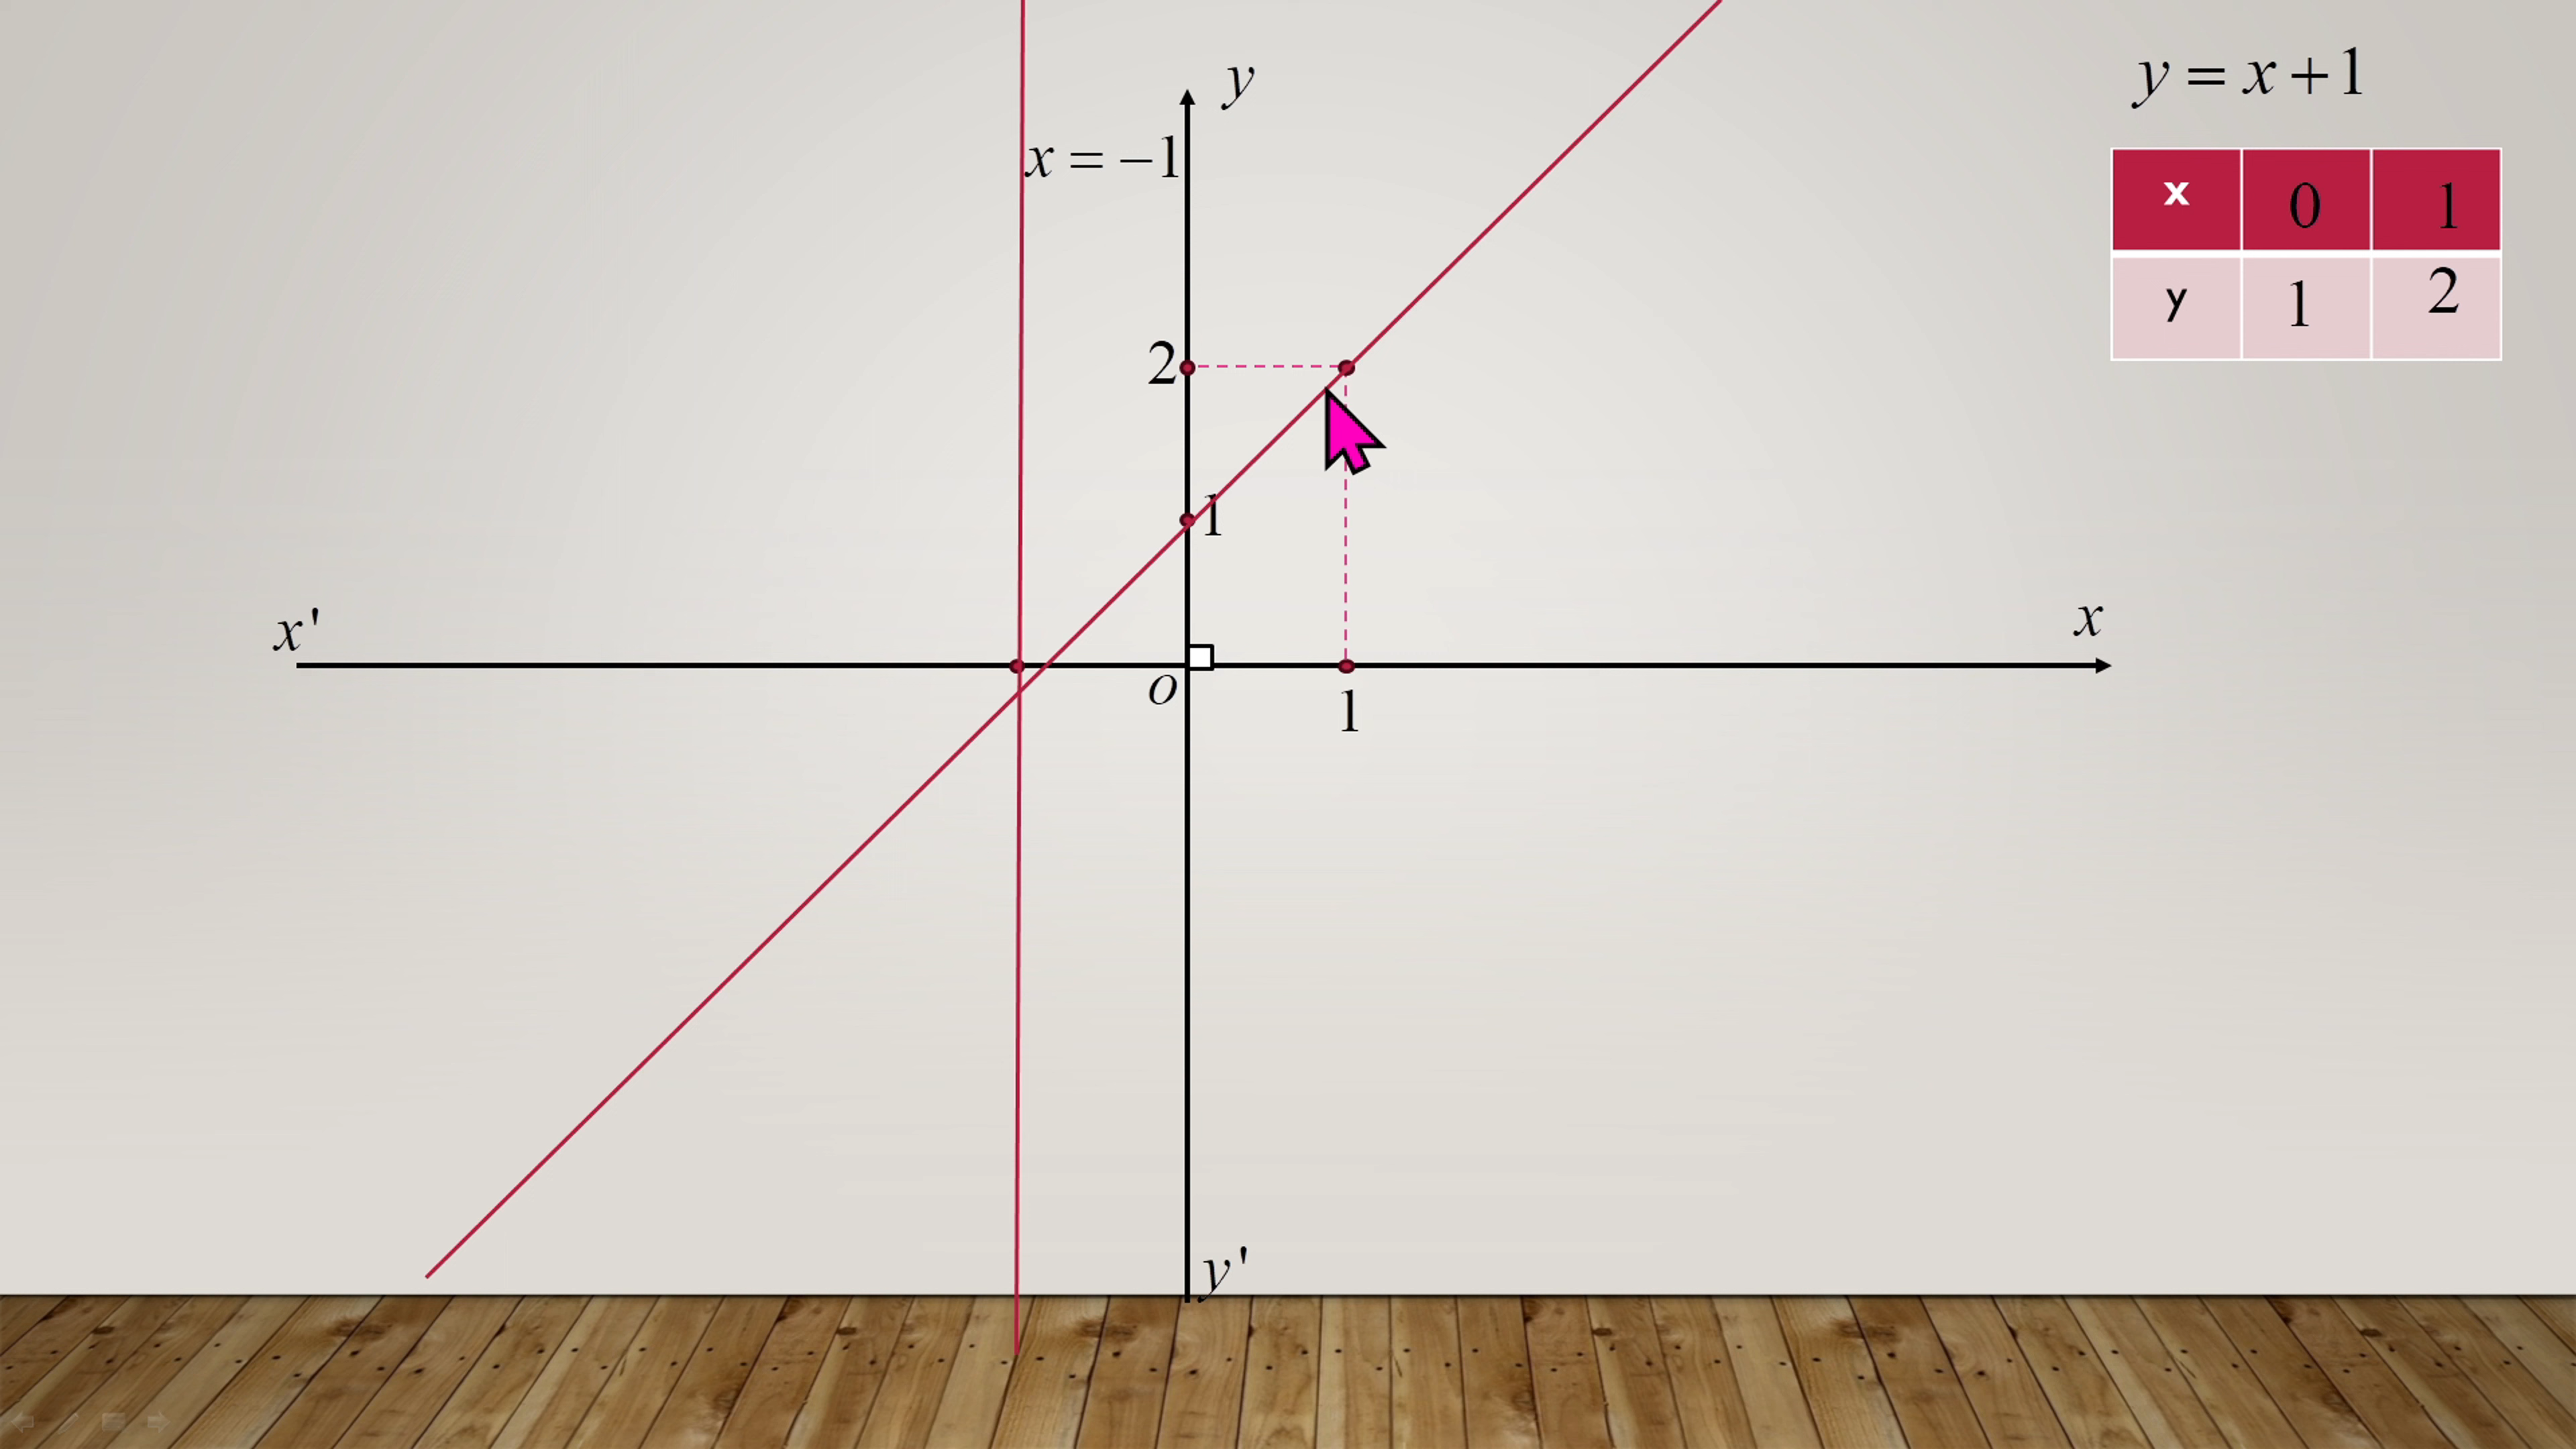 y = x + 1
x 0 1
y 1 2
y
x = −1
2
1
x'
x
O
1
y'